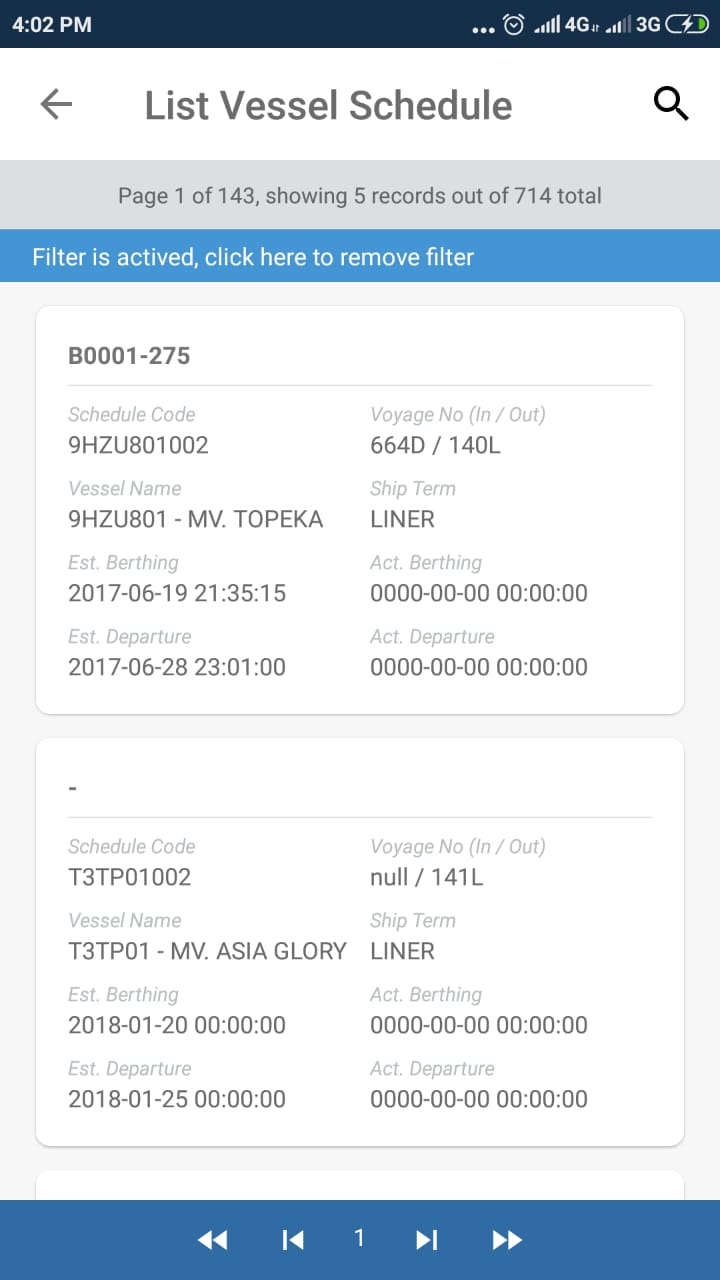 4:02 PM
4G 3G
List Vessel Schedule
Page 1 of 143, showing 5 records out of 714 total
Filter is actived, click here to remove filter
B0001-275
Schedule Code Voyage No (In / Out)
9HZU801002 664D / 140L
Vessel Name Ship Term
9HZU801 - MV. TOPEKA LINER
Est. Berthing Act. Berthing
2017-06-19 21:35:15 0000-00-00 00:00:00
Est. Departure Act. Departure
2017-06-28 23:01:00 0000-00-00 00:00:00
-
Schedule Code Voyage No (In / Out)
T3TP01002 null / 141L
Vessel Name Ship Term
T3TP01 - MV. ASIA GLORY LINER
Est. Berthing Act. Berthing
2018-01-20 00:00:00 0000-00-00 00:00:00
Est. Departure Act. Departure
2018-01-25 00:00:00 0000-00-00 00:00:00
1